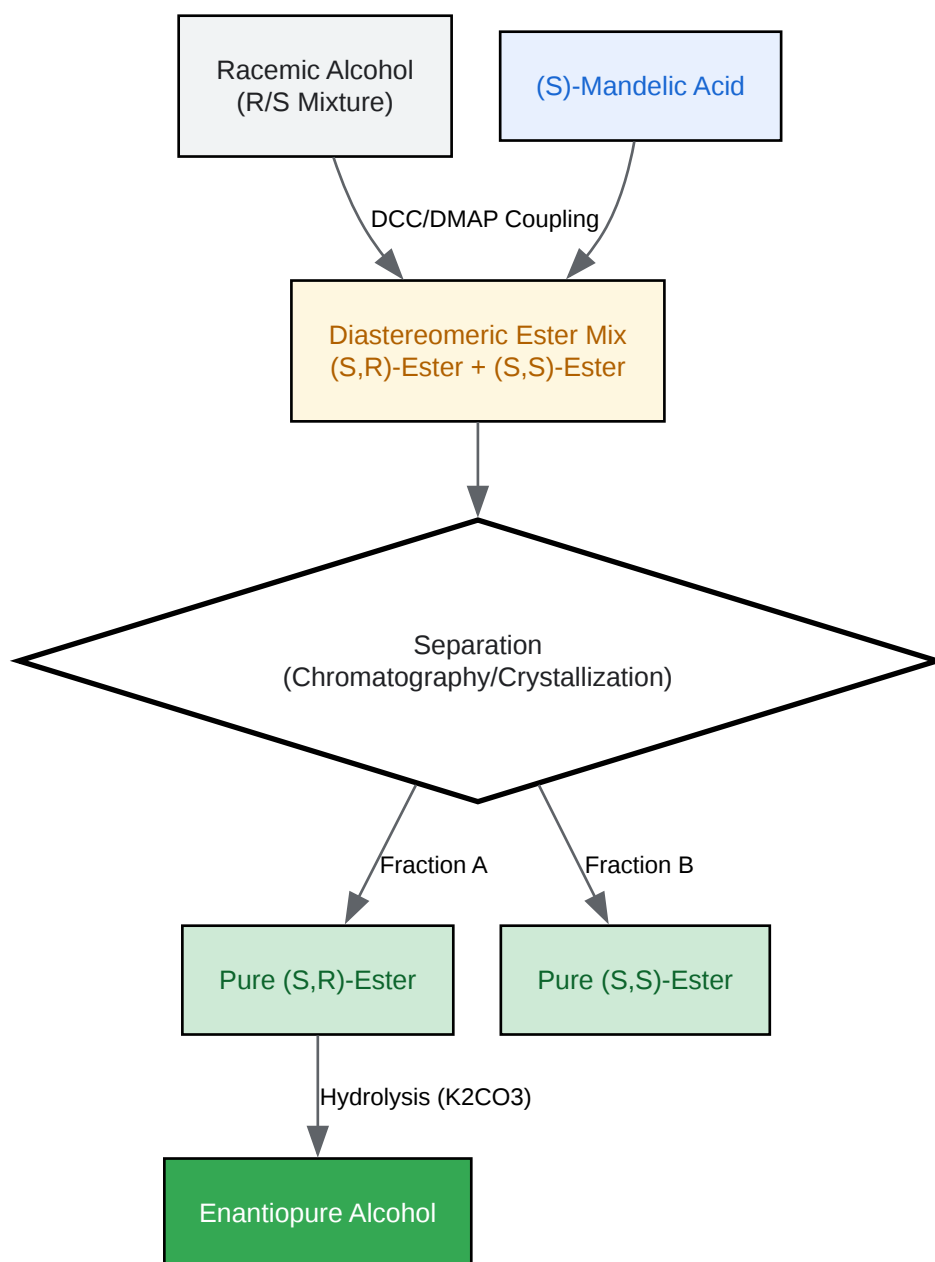 Racemic Alcohol
(R/S Mixture)
(S)-Mandelic Acid
DCC/DMAP Coupling
Diastereomeric Ester Mix
(S,R)-Ester + (S,S)-Ester
Separation
(Chromatography/Crystallization)
Fraction A
Fraction B
Pure (S,R)-Ester
Pure (S,S)-Ester
Hydrolysis (K2CO3)
Enantiopure Alcohol